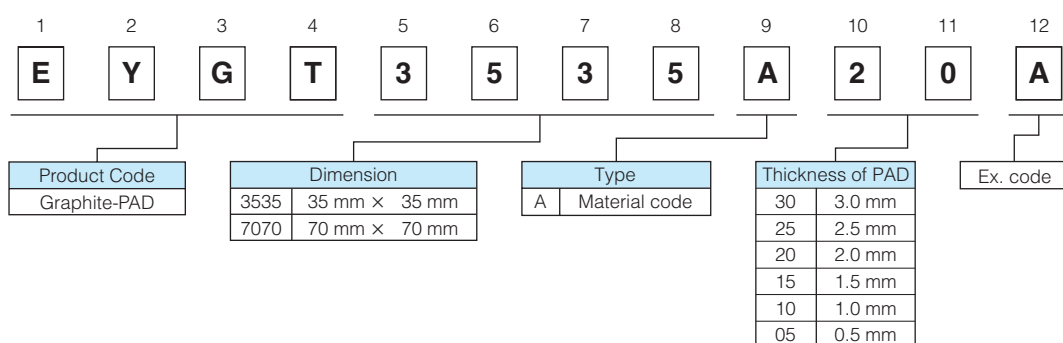 1 2 3 4 5 6 7 8 9 10 11 12
E Y G T 3 5 3 5 A 2 0 A
Product Code
Graphite-PAD
Dimension
3535 35 mm × 35 mm
7070 70 mm × 70 mm
Type
A Material code
Thickness of PAD
30 3.0 mm
25 2.5 mm
20 2.0 mm
15 1.5 mm
10 1.0 mm
05 0.5 mm
Ex. code